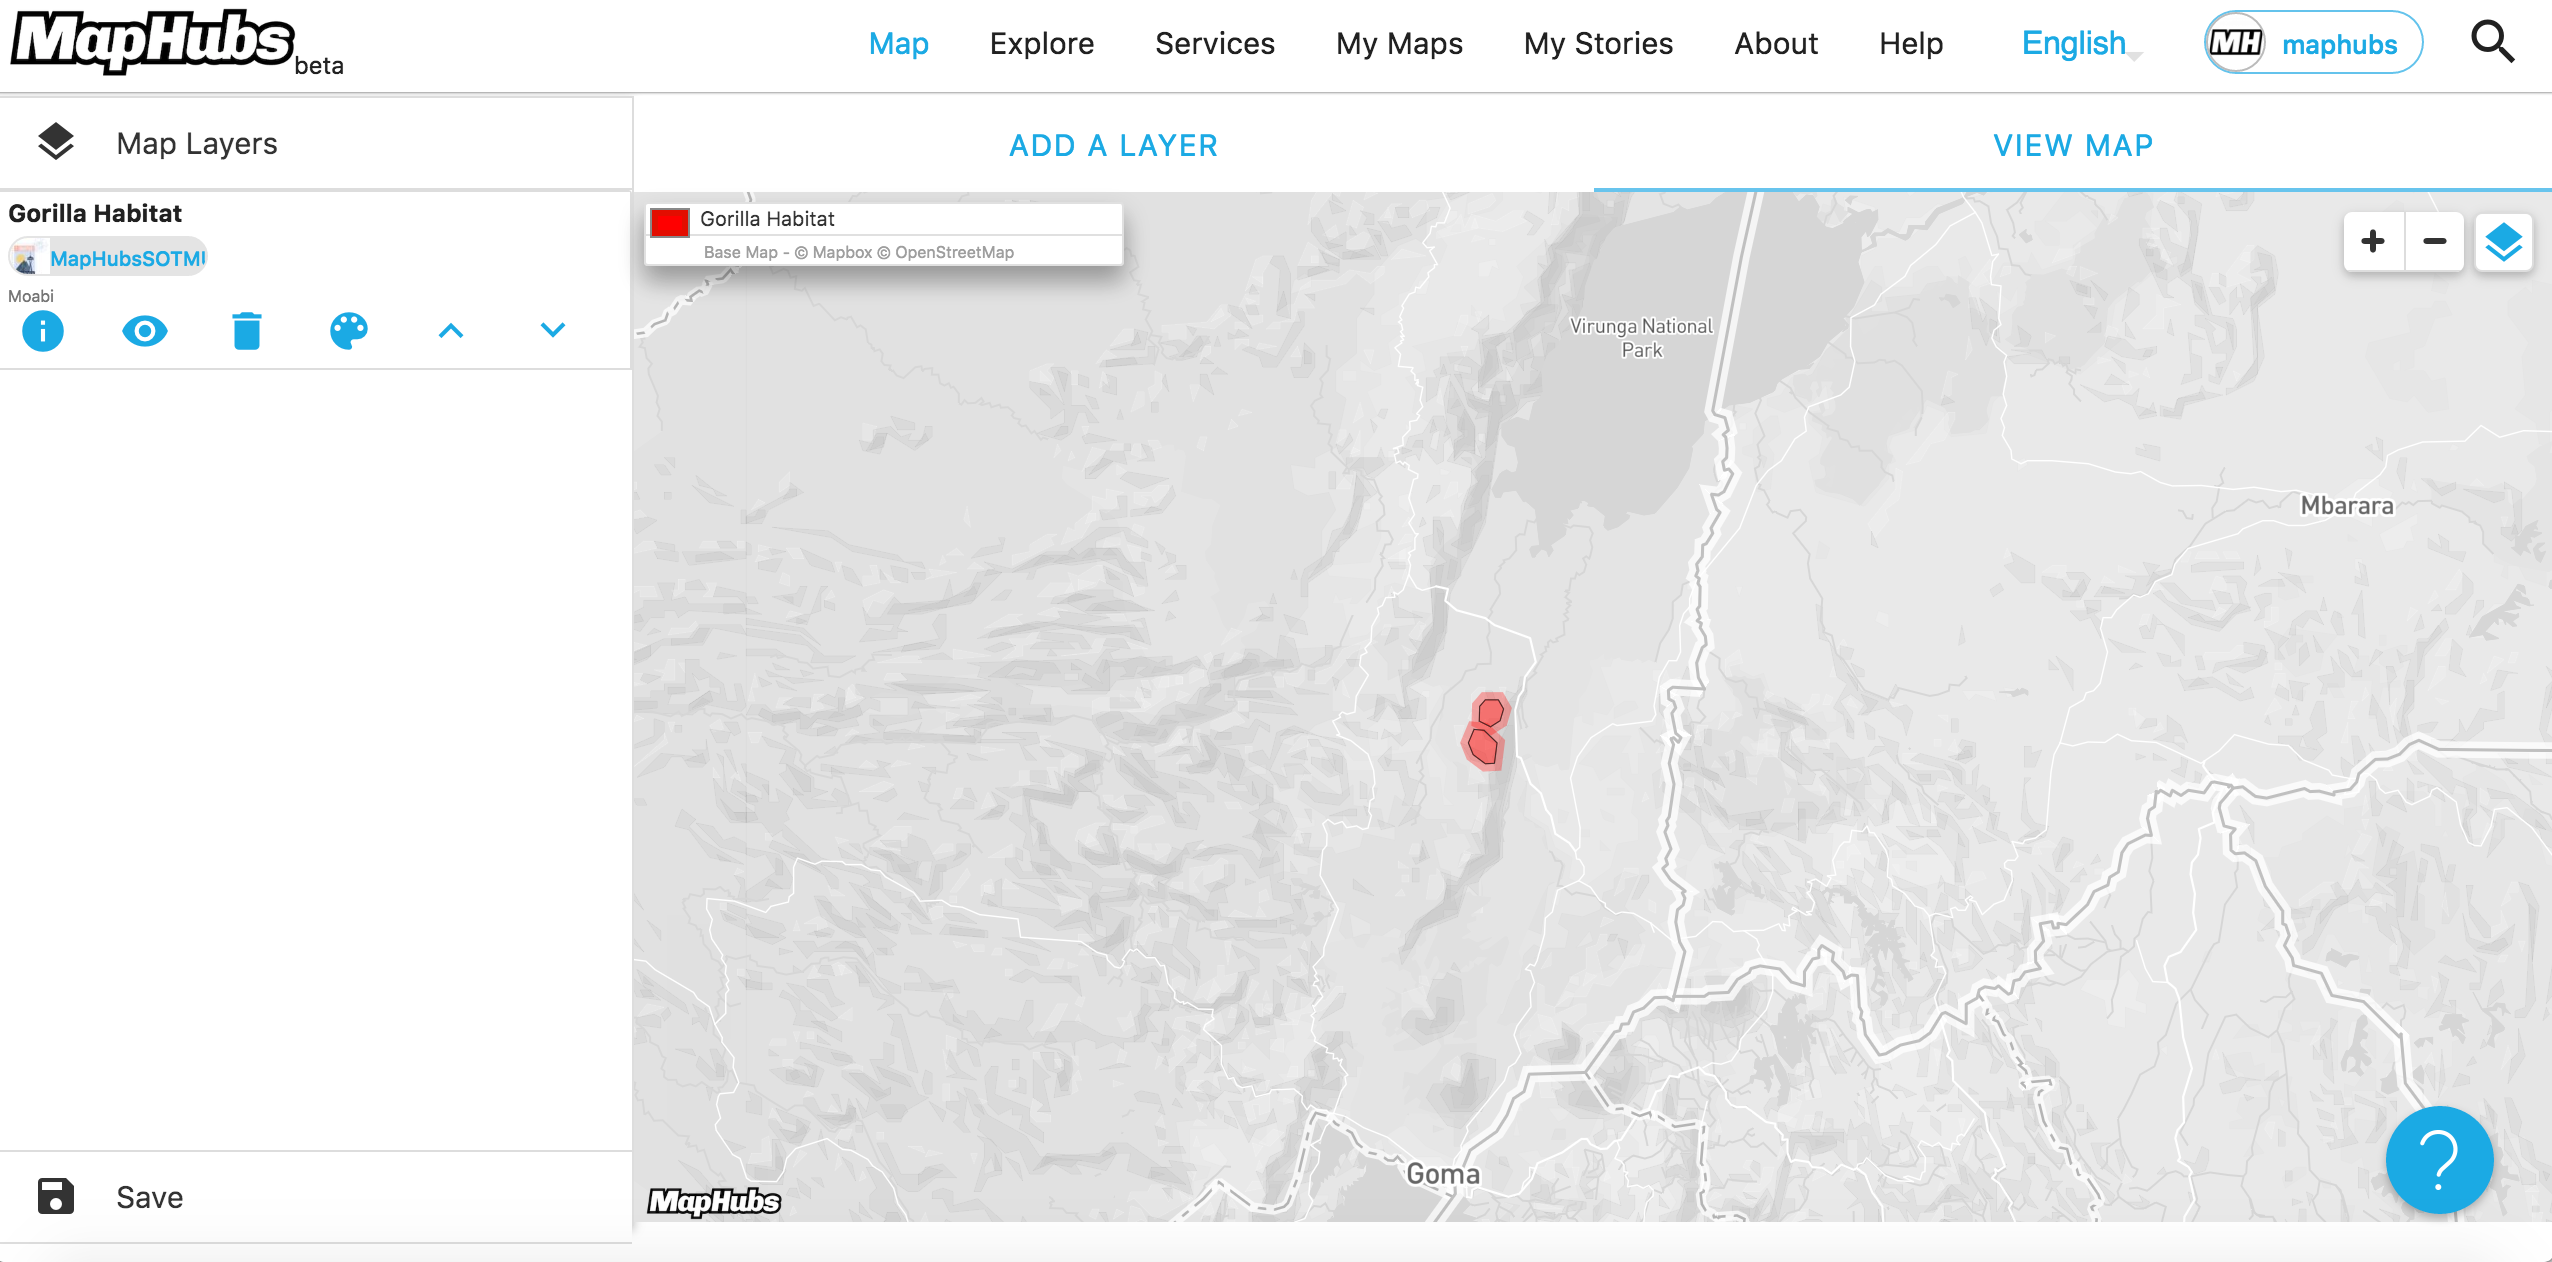 MapHubs beta
Map Explore Services My Maps My Stories About Help English MH maphubs
Map Layers
ADD A LAYER VIEW MAP
Gorilla Habitat
MapHubsSOTM
Moabi
Gorilla Habitat
Base Map - © Mapbox © OpenStreetMap
Virunga National
Park
Mbarara
Goma
MapHubs
Save